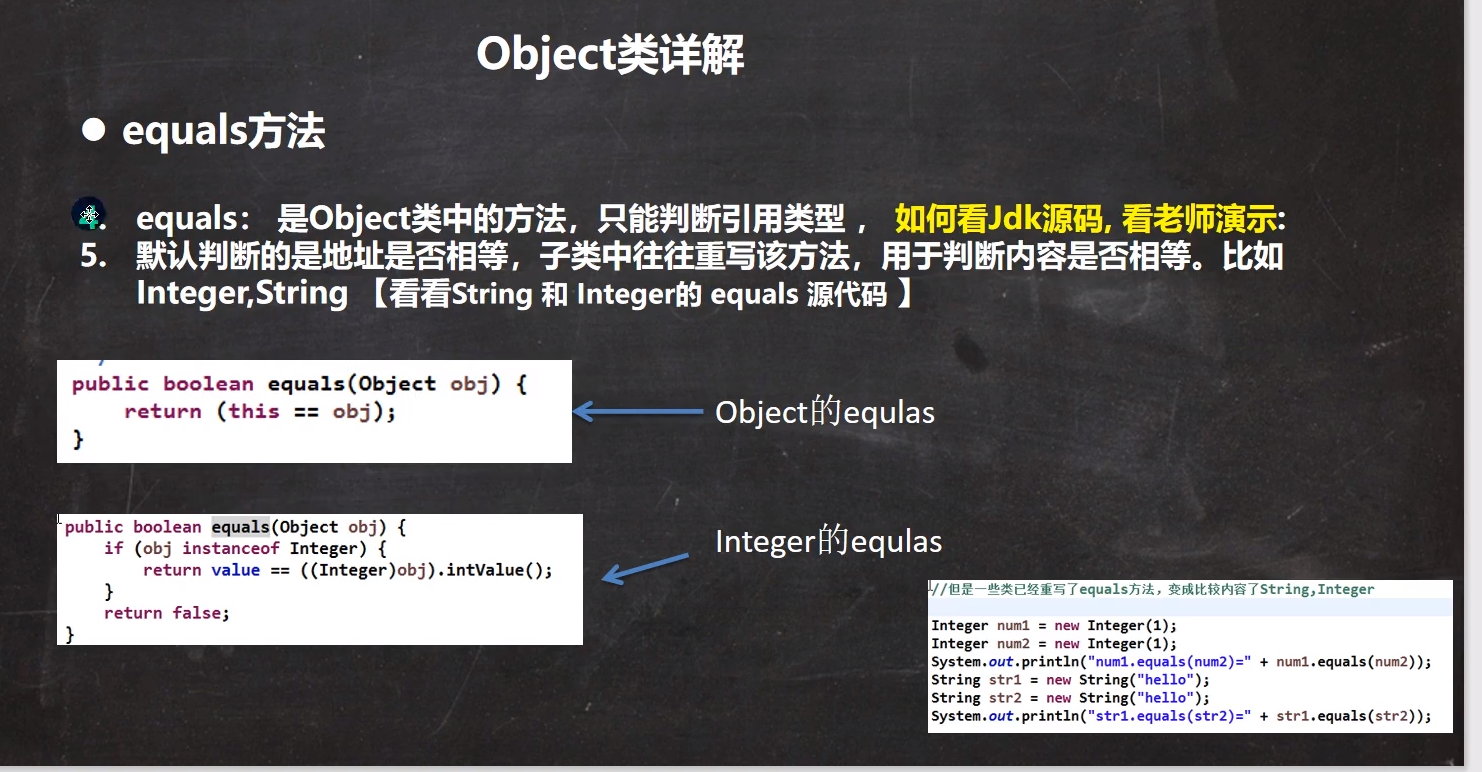 Object类详解
● equals方法
4. equals： 是Object类中的方法，只能判断引用类型， 如何看Jdk源码, 看老师演示:
5. 默认判断的是地址是否相等，子类中往往重写该方法，用于判断内容是否相等。比如
Integer,String 【看看String 和 Integer的 equals 源代码 】
public boolean equals(Object obj) {
return (this == obj);
}
Object的equlas
public boolean equals(Object obj) {
if (obj instanceof Integer) {
return value == ((Integer)obj).intValue();
}
return false;
}
Integer的equlas
//但是一些类已经重写了equals方法，变成比较内容了String,Integer
Integer num1 = new Integer(1);
Integer num2 = new Integer(1);
System.out.println("num1.equals(num2)=" + num1.equals(num2));
String str1 = new String("hello");
String str2 = new String("hello");
System.out.println("str1.equals(str2)=" + str1.equals(str2));